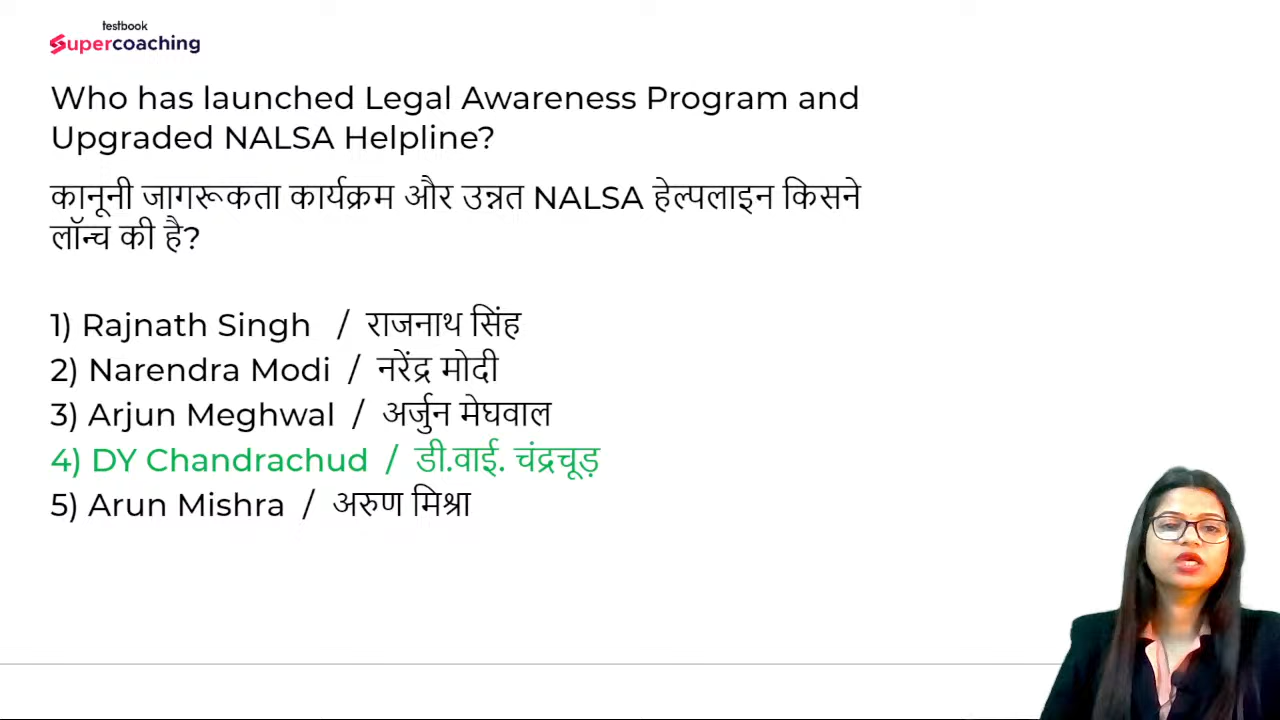 testbook
Supercoaching
Who has launched Legal Awareness Program and
Upgraded NALSA Helpline?
कानूनी जागरूकता कार्यक्रम और उन्नत NALSA हेल्पलाइन किसने
लॉन्च की है?
1) Rajnath Singh / राजनाथ सिंह
2) Narendra Modi / नरेंद्र मोदी
3) Arjun Meghwal / अर्जुन मेघवाल
4) DY Chandrachud / डी.वाई. चंद्रचूड़
5) Arun Mishra / अरुण मिश्रा